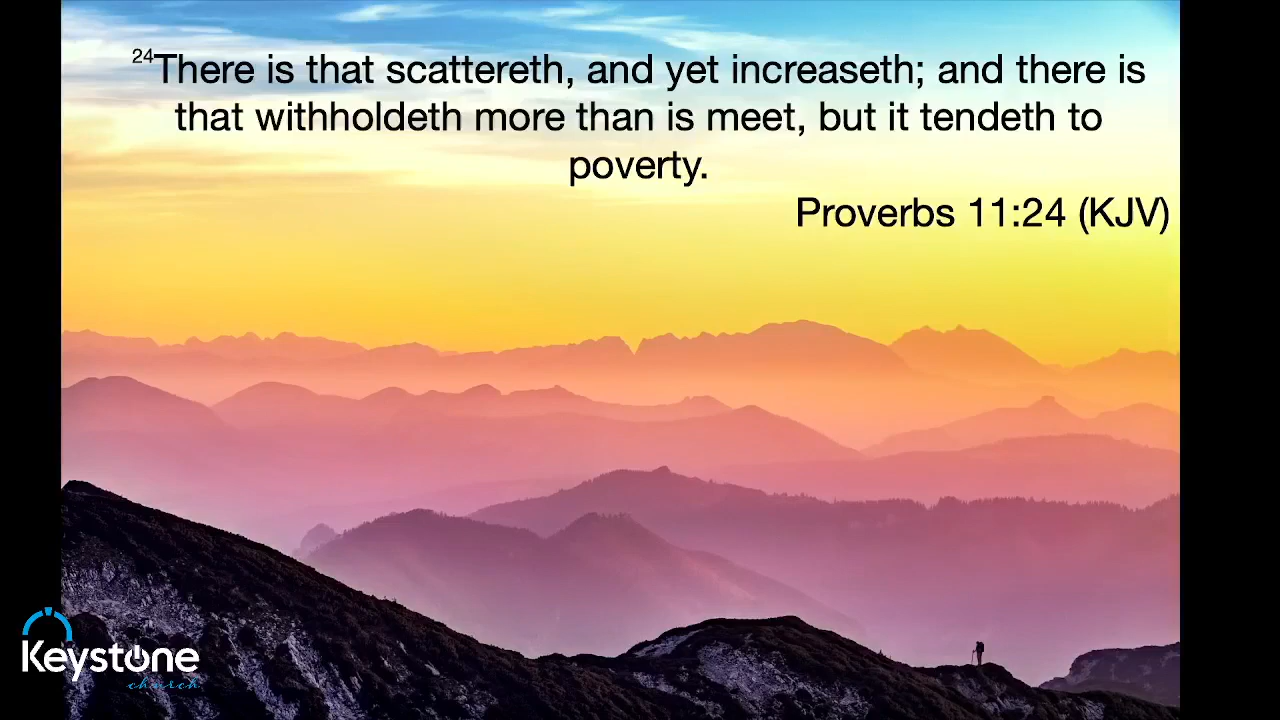 24There is that scattereth, and yet increaseth; and there is
that withholdeth more than is meet, but it tendeth to
poverty.
Proverbs 11:24 (KJV)
Keystone
church